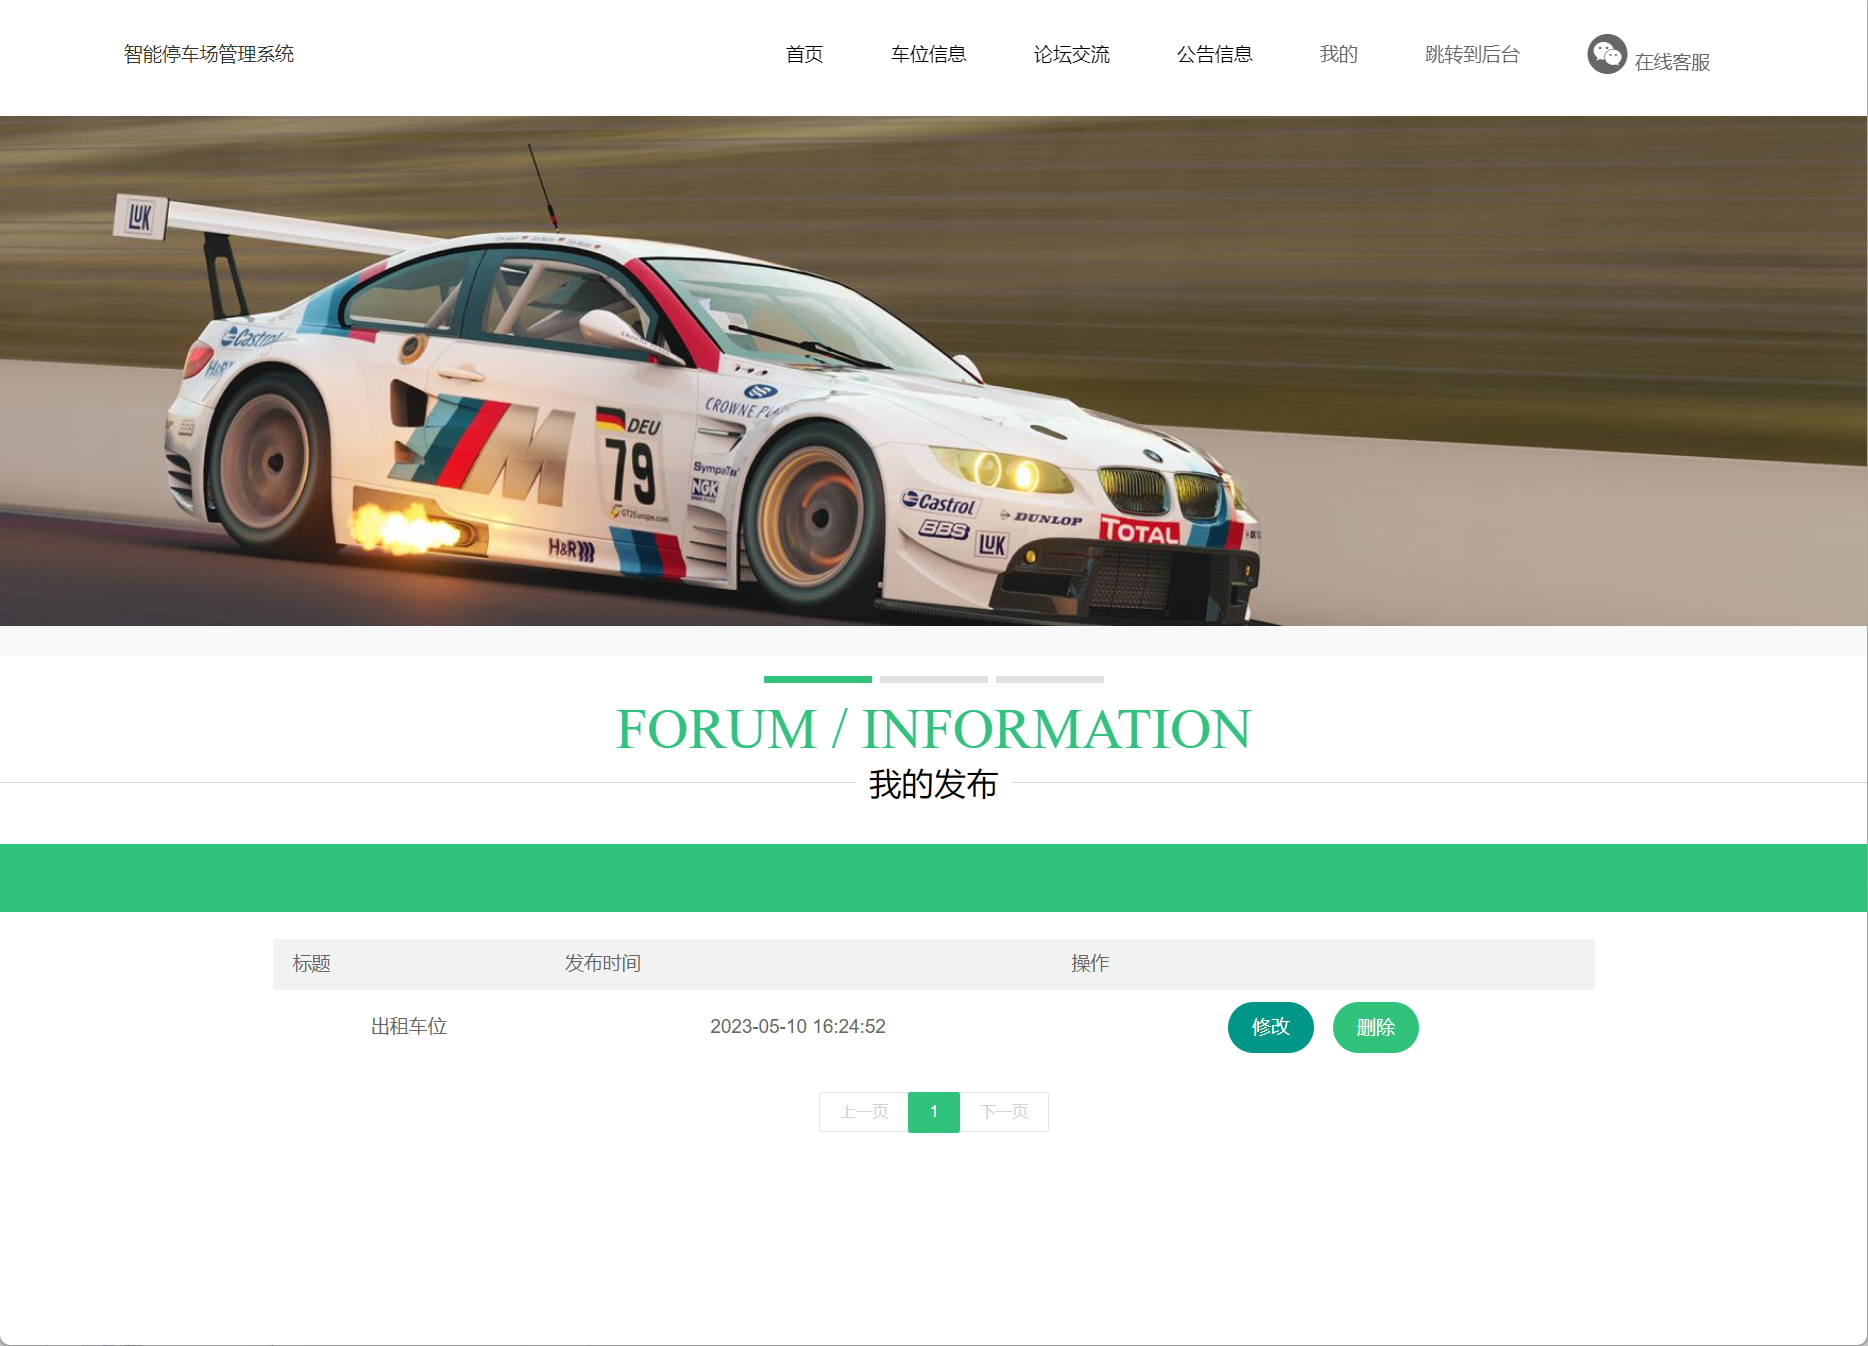 智能停车场管理系统 首页 车位信息 论坛交流 公告信息 我的 跳转到后台 在线客服
LUK
Castrol
H&R
DEU
79
GT2Europe.com
CROWNE PLAZA
SympaTex
NGK
H&R
Castrol
BBS
LUK
DUNLOP
TOTAL
FORUM / INFORMATION
我的发布
标题 发布时间 操作
出租车位 2023-05-10 16:24:52 修改 删除
上一页 1 下一页